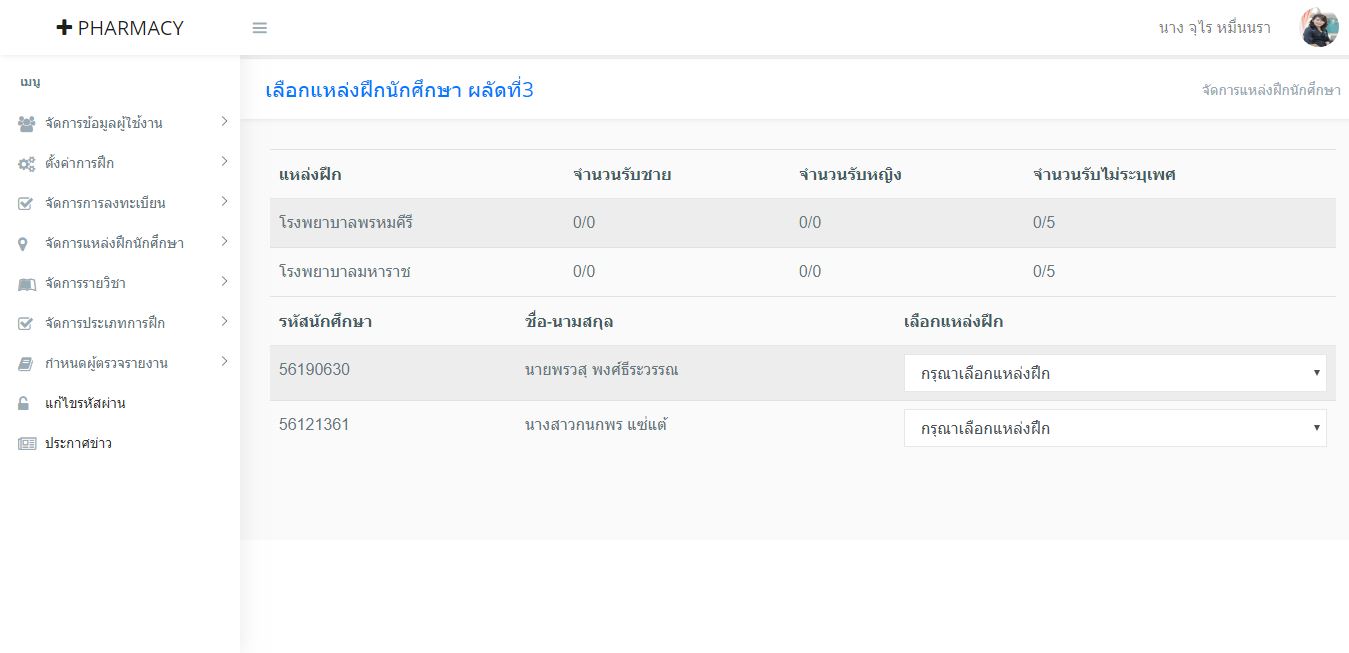 PHARMACY
นาง จุไร หมื่นนรา
เมนู
จัดการข้อมูลผู้ใช้งาน
ตั้งค่าการฝึก
จัดการการลงทะเบียน
จัดการแหล่งฝึกนักศึกษา
จัดการรายวิชา
จัดการประเภทการฝึก
กำหนดผู้ตรวจรายงาน
แก้ไขรหัสผ่าน
ประกาศข่าว
เลือกแหล่งฝึกนักศึกษา ผลัดที่3
จัดการแหล่งฝึกนักศึกษา
แหล่งฝึก จำนวนรับชาย จำนวนรับหญิง จำนวนรับไม่ระบุเพศ
โรงพยาบาลพรหมคีรี 0/0 0/0 0/5
โรงพยาบาลมหาราช 0/0 0/0 0/5
รหัสนักศึกษา ชื่อ-นามสกุล เลือกแหล่งฝึก
56190630 นายพรวสุ พงศ์ธีระวรรณ กรุณาเลือกแหล่งฝึก
56121361 นางสาวกนกพร แซ่แต้ กรุณาเลือกแหล่งฝึก